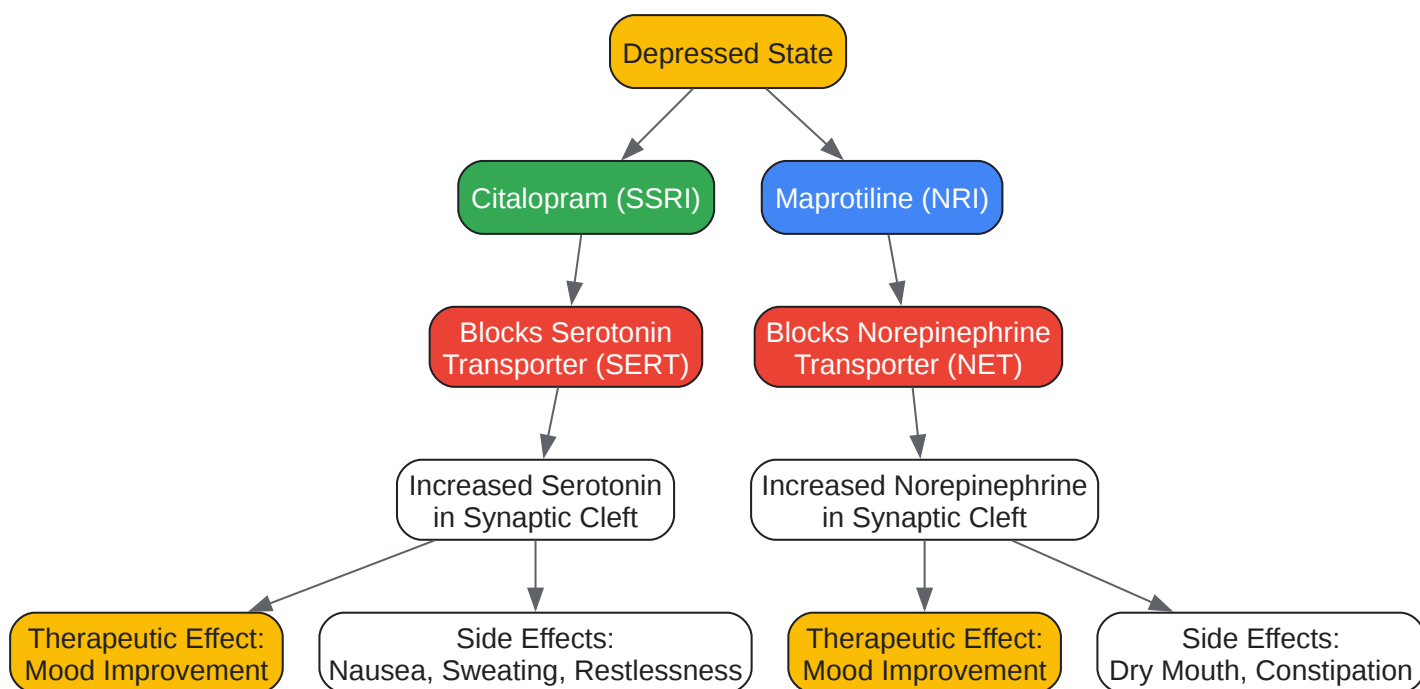 Depressed State
Citalopram (SSRI)
Maprotiline (NRI)
Blocks Serotonin
Transporter (SERT)
Blocks Norepinephrine
Transporter (NET)
Increased Serotonin
in Synaptic Cleft
Increased Norepinephrine
in Synaptic Cleft
Therapeutic Effect:
Mood Improvement
Side Effects:
Nausea, Sweating, Restlessness
Therapeutic Effect:
Mood Improvement
Side Effects:
Dry Mouth, Constipation